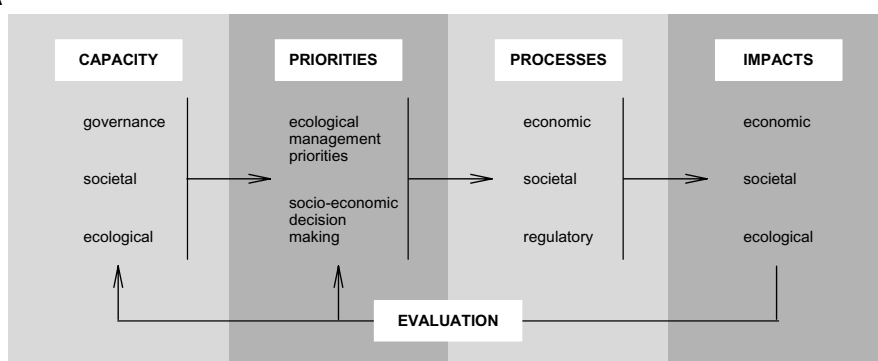 CAPACITY
governance
societal
ecological
PRIORITIES
ecological
management
priorities
socio-economic
decision
making
PROCESSES
economic
societal
regulatory
IMPACTS
economic
societal
ecological
EVALUATION